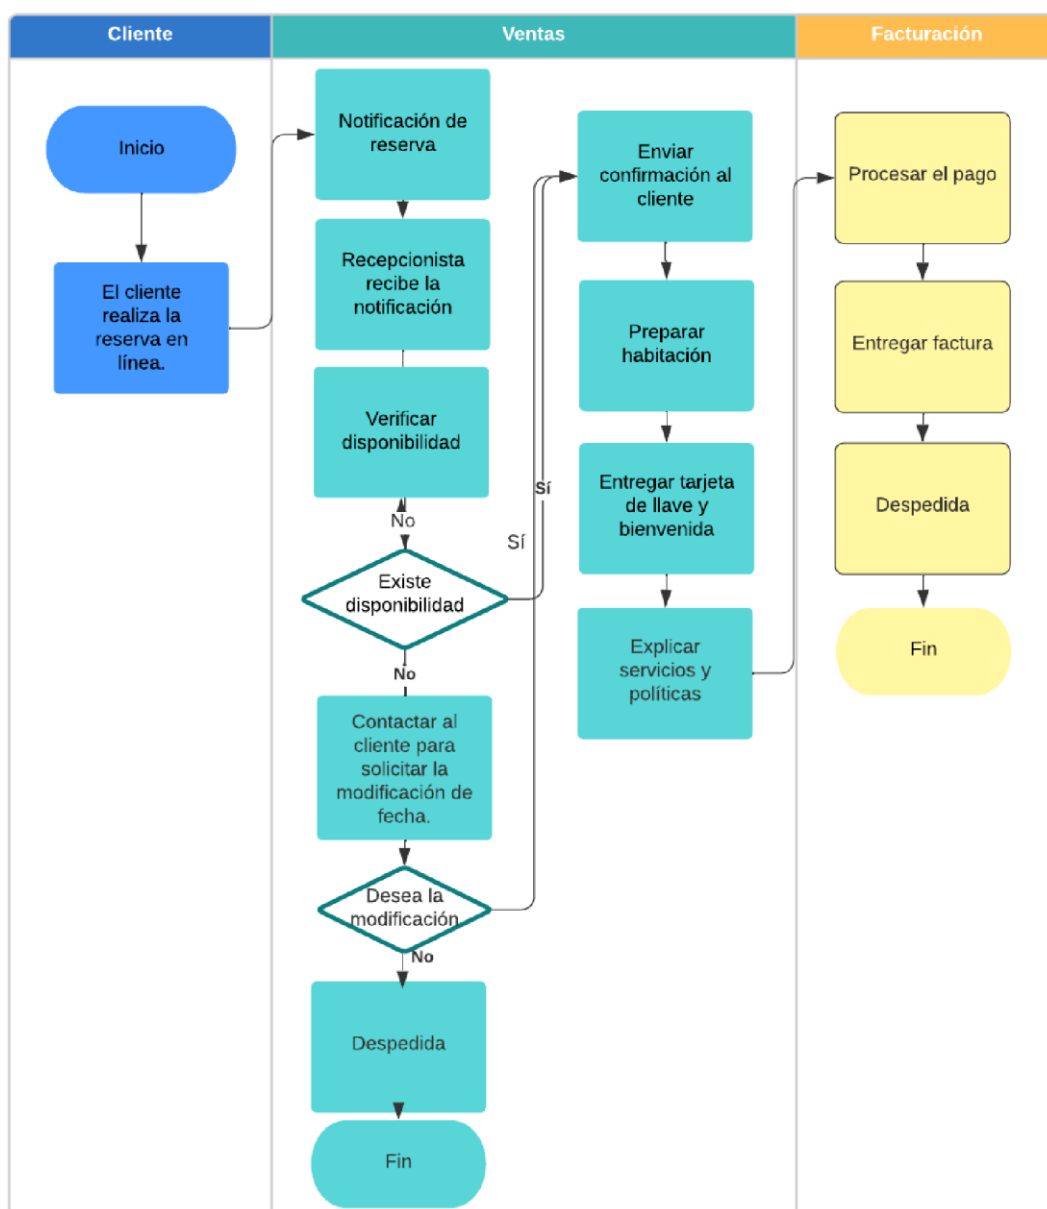 Cliente
Ventas
Facturación
Inicio
El cliente
realiza la
reserva en
línea.
Notificación de
reserva
Recepcionista
recibe la
notificación
Verificar
disponibilidad
No
Existe
disponibilidad
Sí
Sí
No
Contactar al
cliente para
solicitar la
modificación de
fecha.
Desea la
modificación
No
Despedida
Fin
Enviar
confirmación al
cliente
Preparar
habitación
Entregar tarjeta
de llave y
bienvenida
Explicar
servicios y
políticas
Procesar el pago
Entregar factura
Despedida
Fin